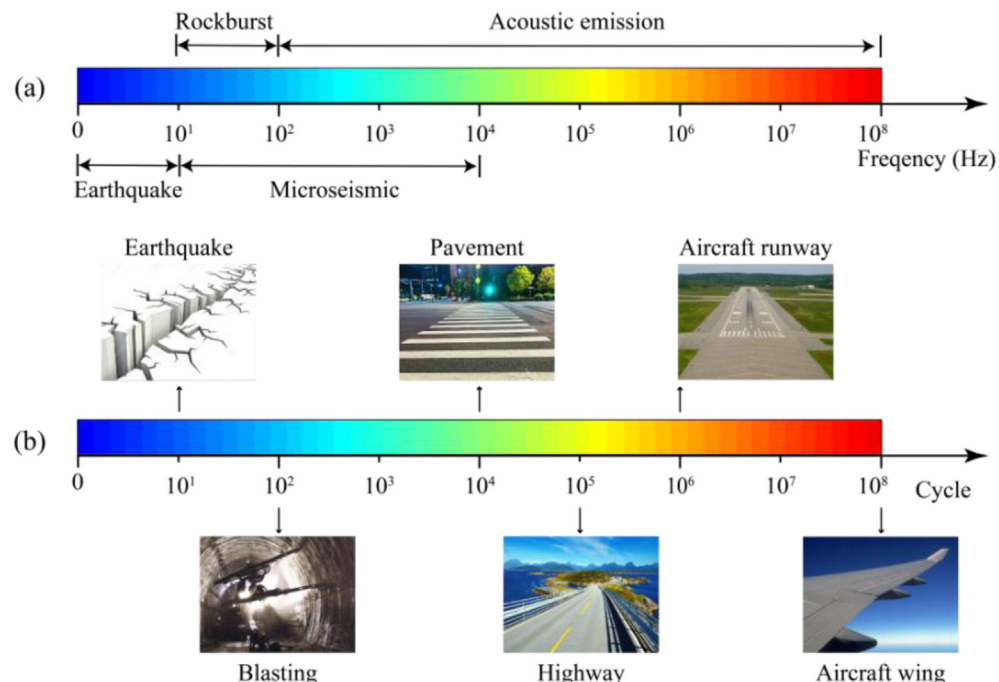 Rockburst Acoustic emission
(a)
0 10¹ 10² 10³ 10⁴ 10⁵ 10⁶ 10⁷ 10⁸
Freqency (Hz)
Earthquake Microseismic
Earthquake Pavement Aircraft runway
(b)
0 10¹ 10² 10³ 10⁴ 10⁵ 10⁶ 10⁷ 10⁸ Cycle
Blasting Highway Aircraft wing